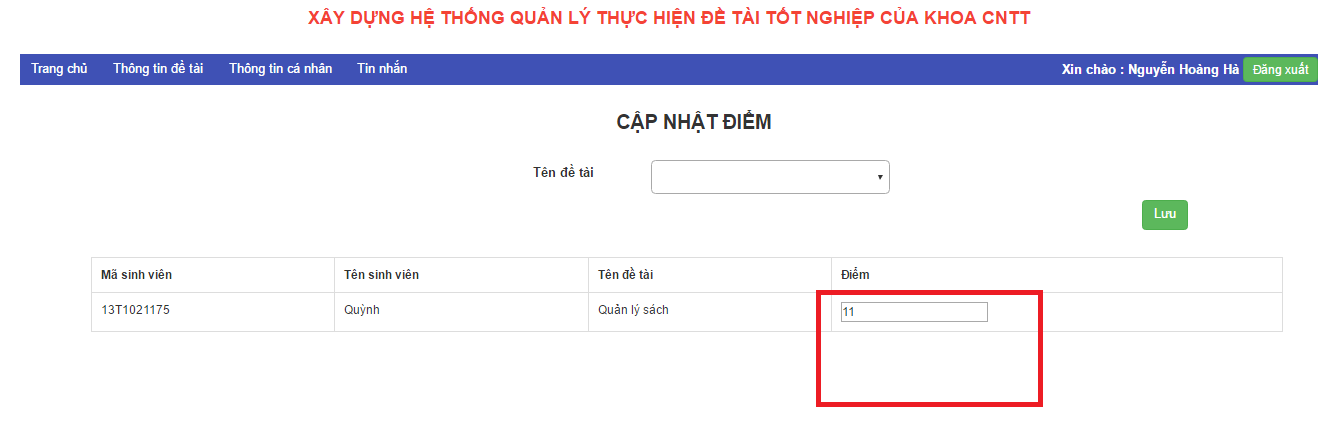 XÂY DỰNG HỆ THỐNG QUẢN LÝ THỰC HIỆN ĐỀ TÀI TỐT NGHIỆP CỦA KHOA CNTT
Trang chủ Thông tin đề tài Thông tin cá nhân Tin nhắn Xin chào : Nguyễn Hoàng Hà Đăng xuất
CẬP NHẬT ĐIỂM
Tên đề tài
Lưu
Mã sinh viên Tên sinh viên Tên đề tài Điểm
13T1021175 Quỳnh Quản lý sách 11